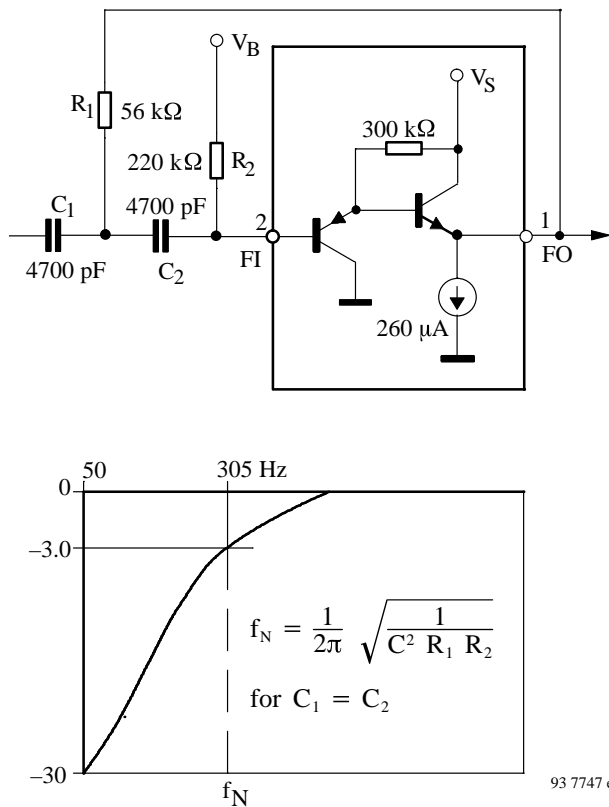 V_B
V_S
R_1
56 kΩ
300 kΩ
220 kΩ R_2
C_1
4700 pF
2
1
4700 pF
C_2
FI
FO
260 µA
50
305 Hz
0
–3.0
f_N = 1/2π √(1/(C² R_1 R_2))
for C_1 = C_2
–30
f_N
93 7747 e